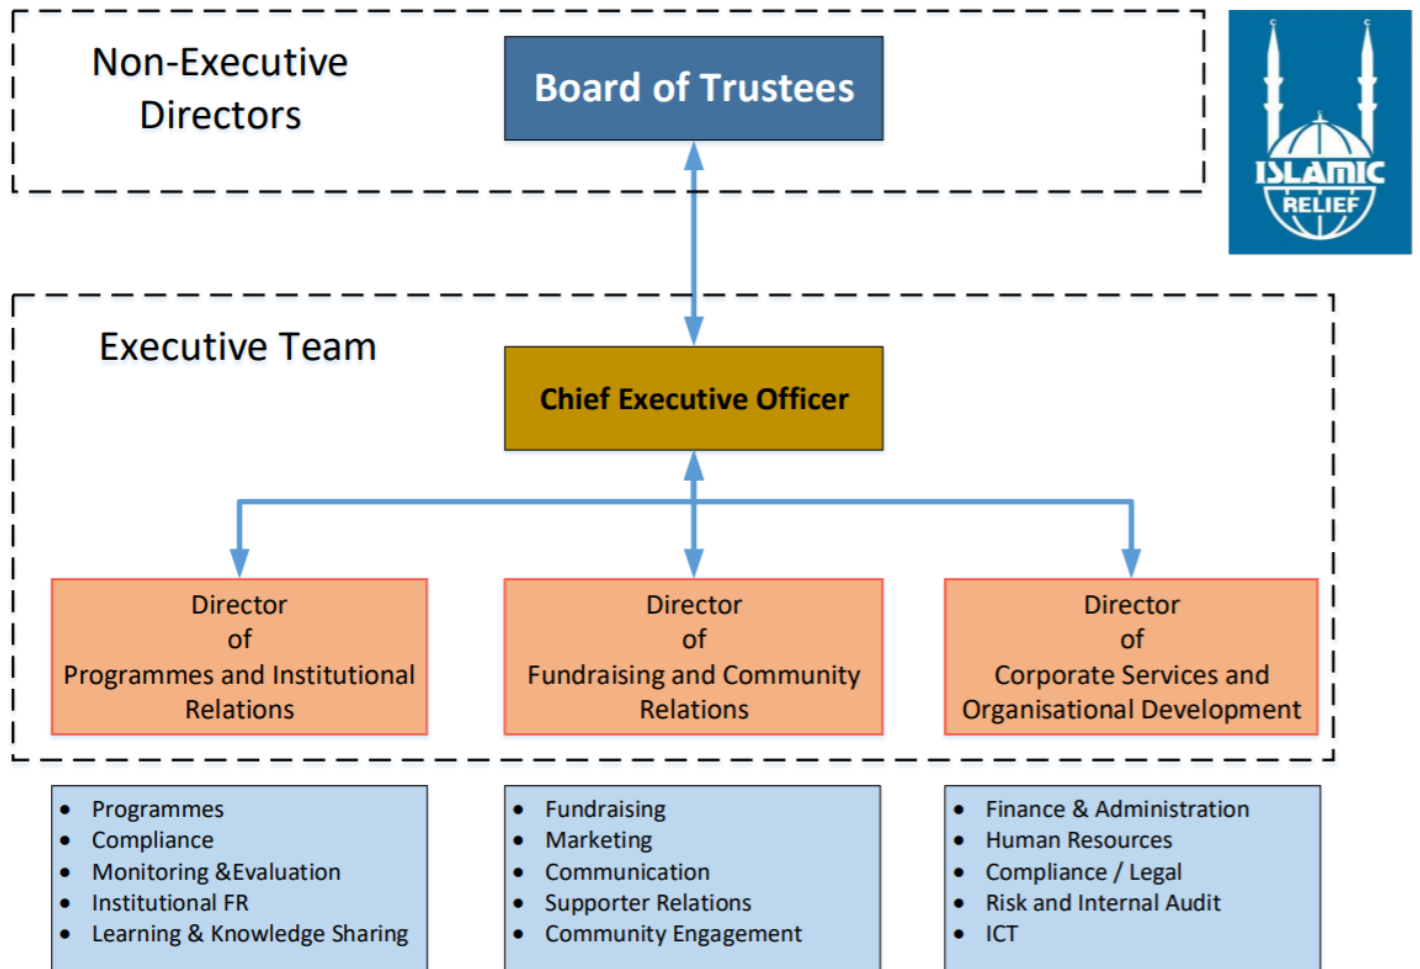 Non-Executive
Directors
Board of Trustees
ISLAMIC
RELIEF
Executive Team
Chief Executive Officer
Director
of
Programmes and Institutional
Relations
Director
of
Fundraising and Community
Relations
Director
of
Corporate Services and
Organisational Development
• Programmes
• Compliance
• Monitoring &Evaluation
• Institutional FR
• Learning & Knowledge Sharing
• Fundraising
• Marketing
• Communication
• Supporter Relations
• Community Engagement
• Finance & Administration
• Human Resources
• Compliance / Legal
• Risk and Internal Audit
• ICT